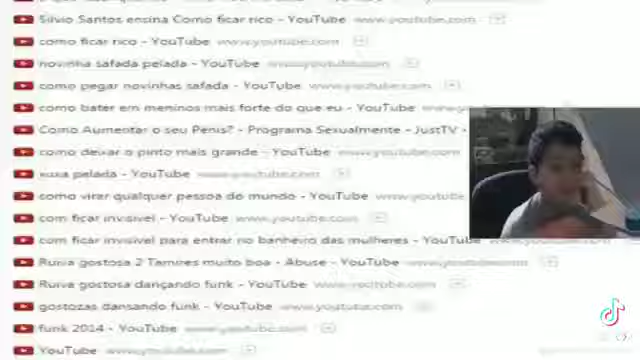 Silvio Santos ensina Como ficar rico - YouTube www.youtube.com
como ficar rico - YouTube www.youtube.com
novinha safada pelada - YouTube www.youtube.com
como pegar novinhas safada - YouTube www.youtube.com
como bater em meninos mais forte do que eu - YouTube
Como Aumentar o seu Penis? - Programa Sexualmente - JustTV -
como deixar o pinto mais grande - YouTube www.youtube.com
xuxa pelada - YouTube www.youtube.com
como virar qualquer pessoa do mundo - YouTube www.youtube
com ficar invisivel - YouTube www.youtube.com
com ficar invisivel para entrar no banheiro das mulheres - YouTube
Ruiva gostosa 2 Tamires muito boa - Abuse - YouTube www.youtube.com
Ruiva gostosa dançando funk - YouTube www.youtube.com
gostozas dansando funk - YouTube www.youtube.com
funk 2014 - YouTube www.youtube.com
YouTube www.youtube.com